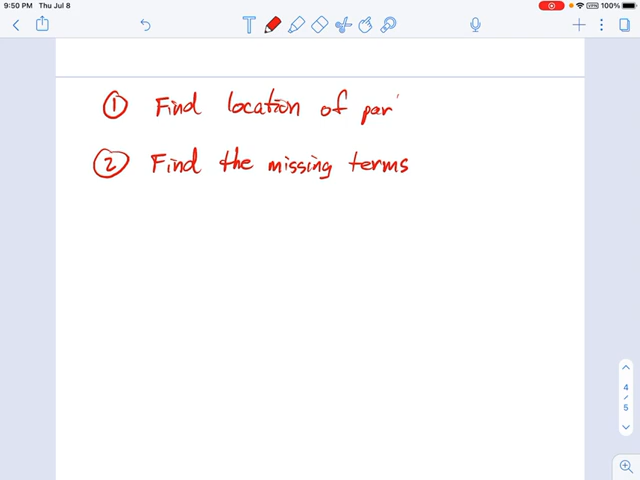 9:50 PM Thu Jul 8
VPN 100%
T
① Find location of par
② Find the missing terms
4
/
5